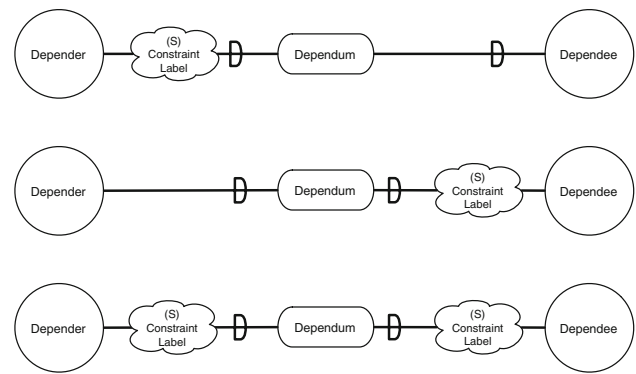 Depender
(S)
Constraint
Label
Dependum
Dependee
Depender
Dependum
(S)
Constraint
Label
Dependee
Depender
(S)
Constraint
Label
Dependum
(S)
Constraint
Label
Dependee